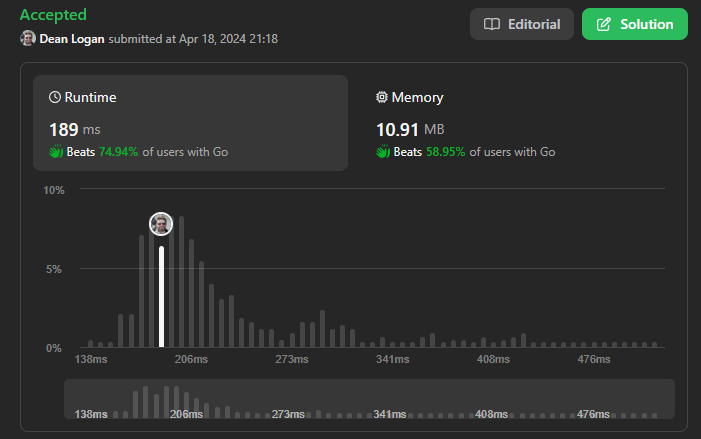 Accepted
Editorial
Solution
Dean Logan submitted at Apr 18, 2024 21:18
Runtime
189 ms
Beats 74.94% of users with Go
Memory
10.91 MB
Beats 58.95% of users with Go
10%
5%
0%
138ms 206ms 273ms 341ms 408ms 476ms
138ms 206ms 273ms 341ms 408ms 476ms